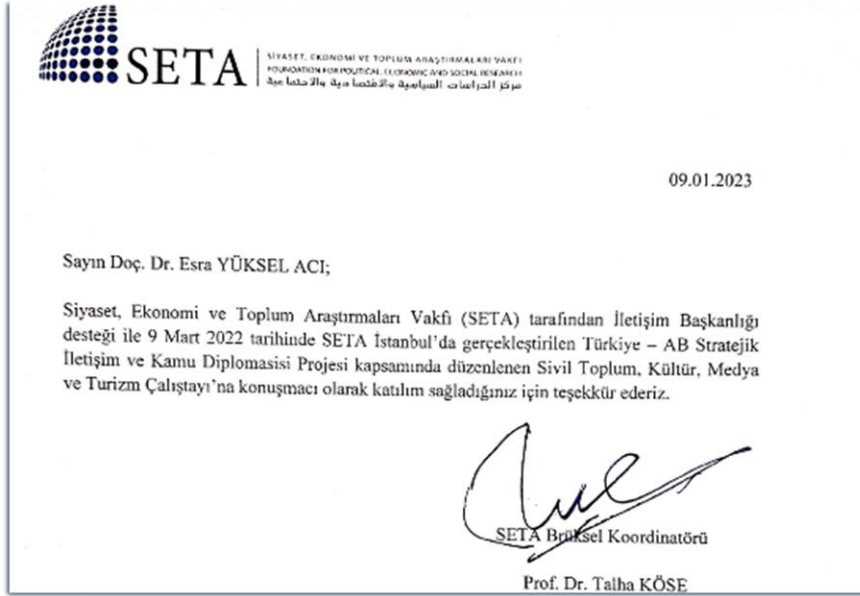 SETA
SİYASET, EKONOMİ VE TOPLUM ARAŞTIRMALARI VAKFI
FOUNDATION FOR POLITICAL, ECONOMIC AND SOCIAL RESEARCH
مركز الدراسات السياسية والاقتصادية والاجتماعية
09.01.2023
Sayın Doç. Dr. Esra YÜKSEL ACI;
Siyaset, Ekonomi ve Toplum Araştırmaları Vakfı (SETA) tarafından İletişim Başkanlığı
desteği ile 9 Mart 2022 tarihinde SETA İstanbul'da gerçekleştirilen Türkiye – AB Stratejik
İletişim ve Kamu Diplomasisi Projesi kapsamında düzenlenen Sivil Toplum, Kültür, Medya
ve Turizm Çalıştayı'na konuşmacı olarak katılım sağladığınız için teşekkür ederiz.
SETA Brüksel Koordinatörü
Prof. Dr. Talha KÖSE